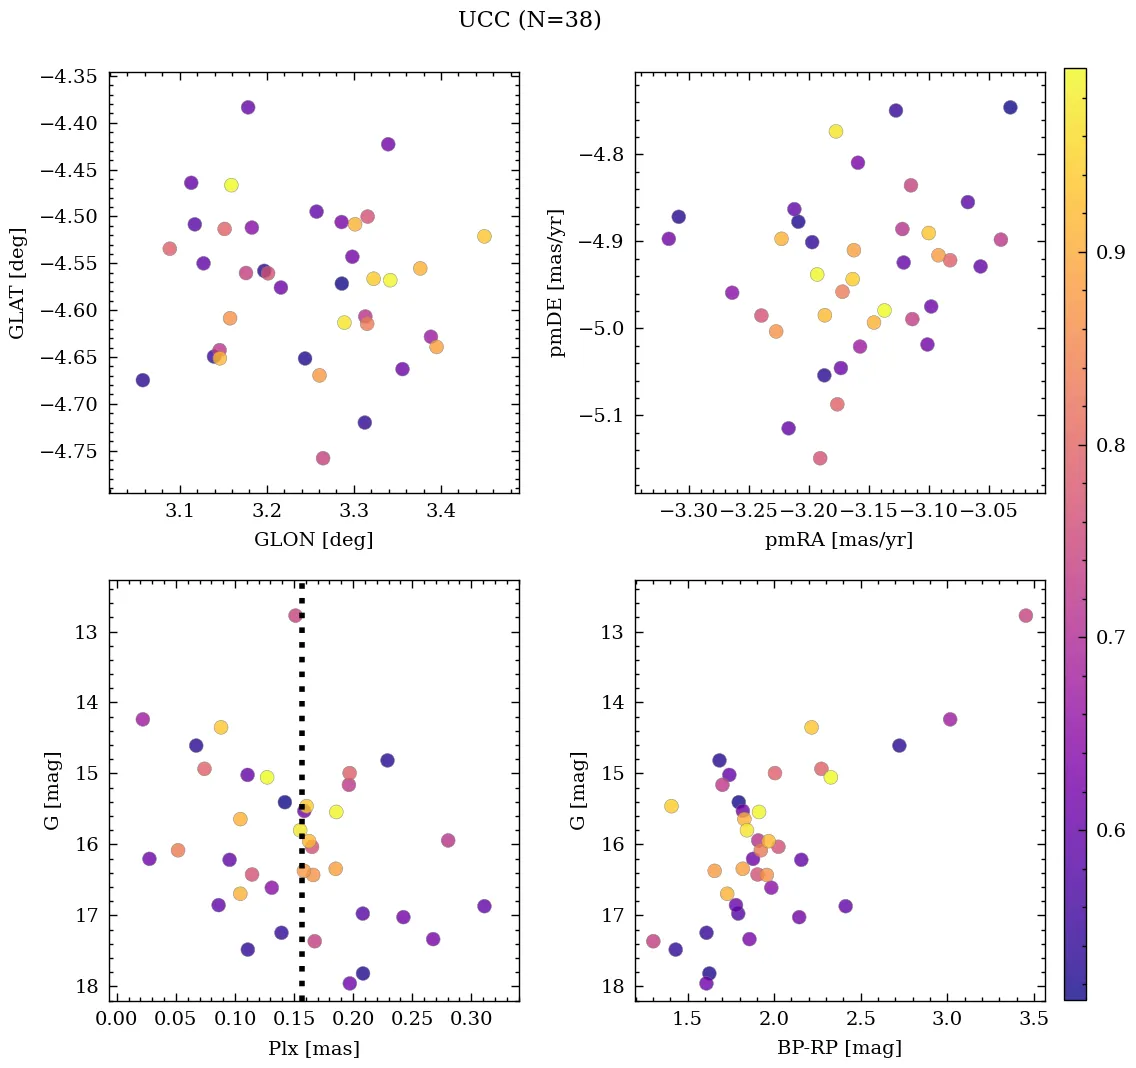 UCC (N=38)
−4.35
−4.40
−4.45
−4.50
−4.55
−4.60
−4.65
−4.70
−4.75
GLAT [deg]
3.1 3.2 3.3 3.4
GLON [deg]
−4.8
−4.9
−5.0
−5.1
pmDE [mas/yr]
−3.30 −3.25 −3.20 −3.15 −3.10 −3.05
pmRA [mas/yr]
13
14
15
16
17
18
G [mag]
0.00 0.05 0.10 0.15 0.20 0.25 0.30
Plx [mas]
13
14
15
16
17
18
G [mag]
1.5 2.0 2.5 3.0 3.5
BP-RP [mag]
0.9
0.8
0.7
0.6